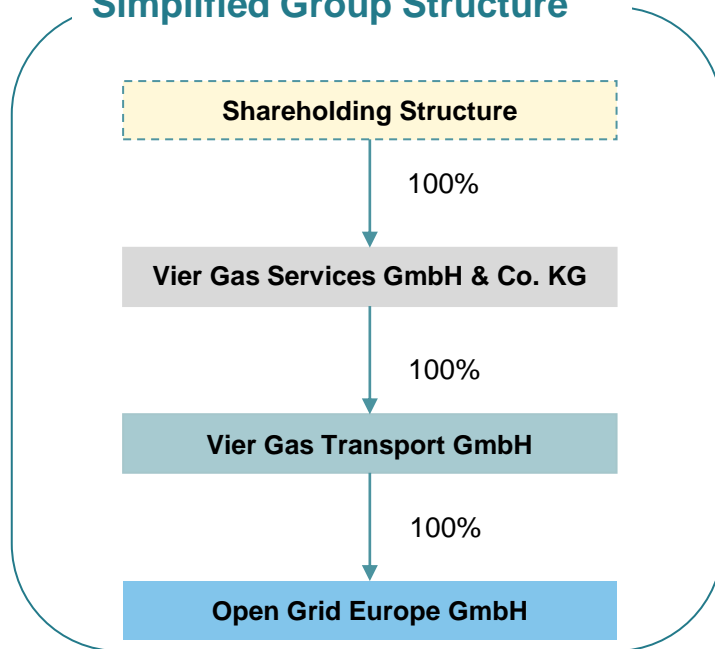 Simplified Group Structure
Shareholding Structure
100%
Vier Gas Services GmbH & Co. KG
100%
Vier Gas Transport GmbH
100%
Open Grid Europe GmbH